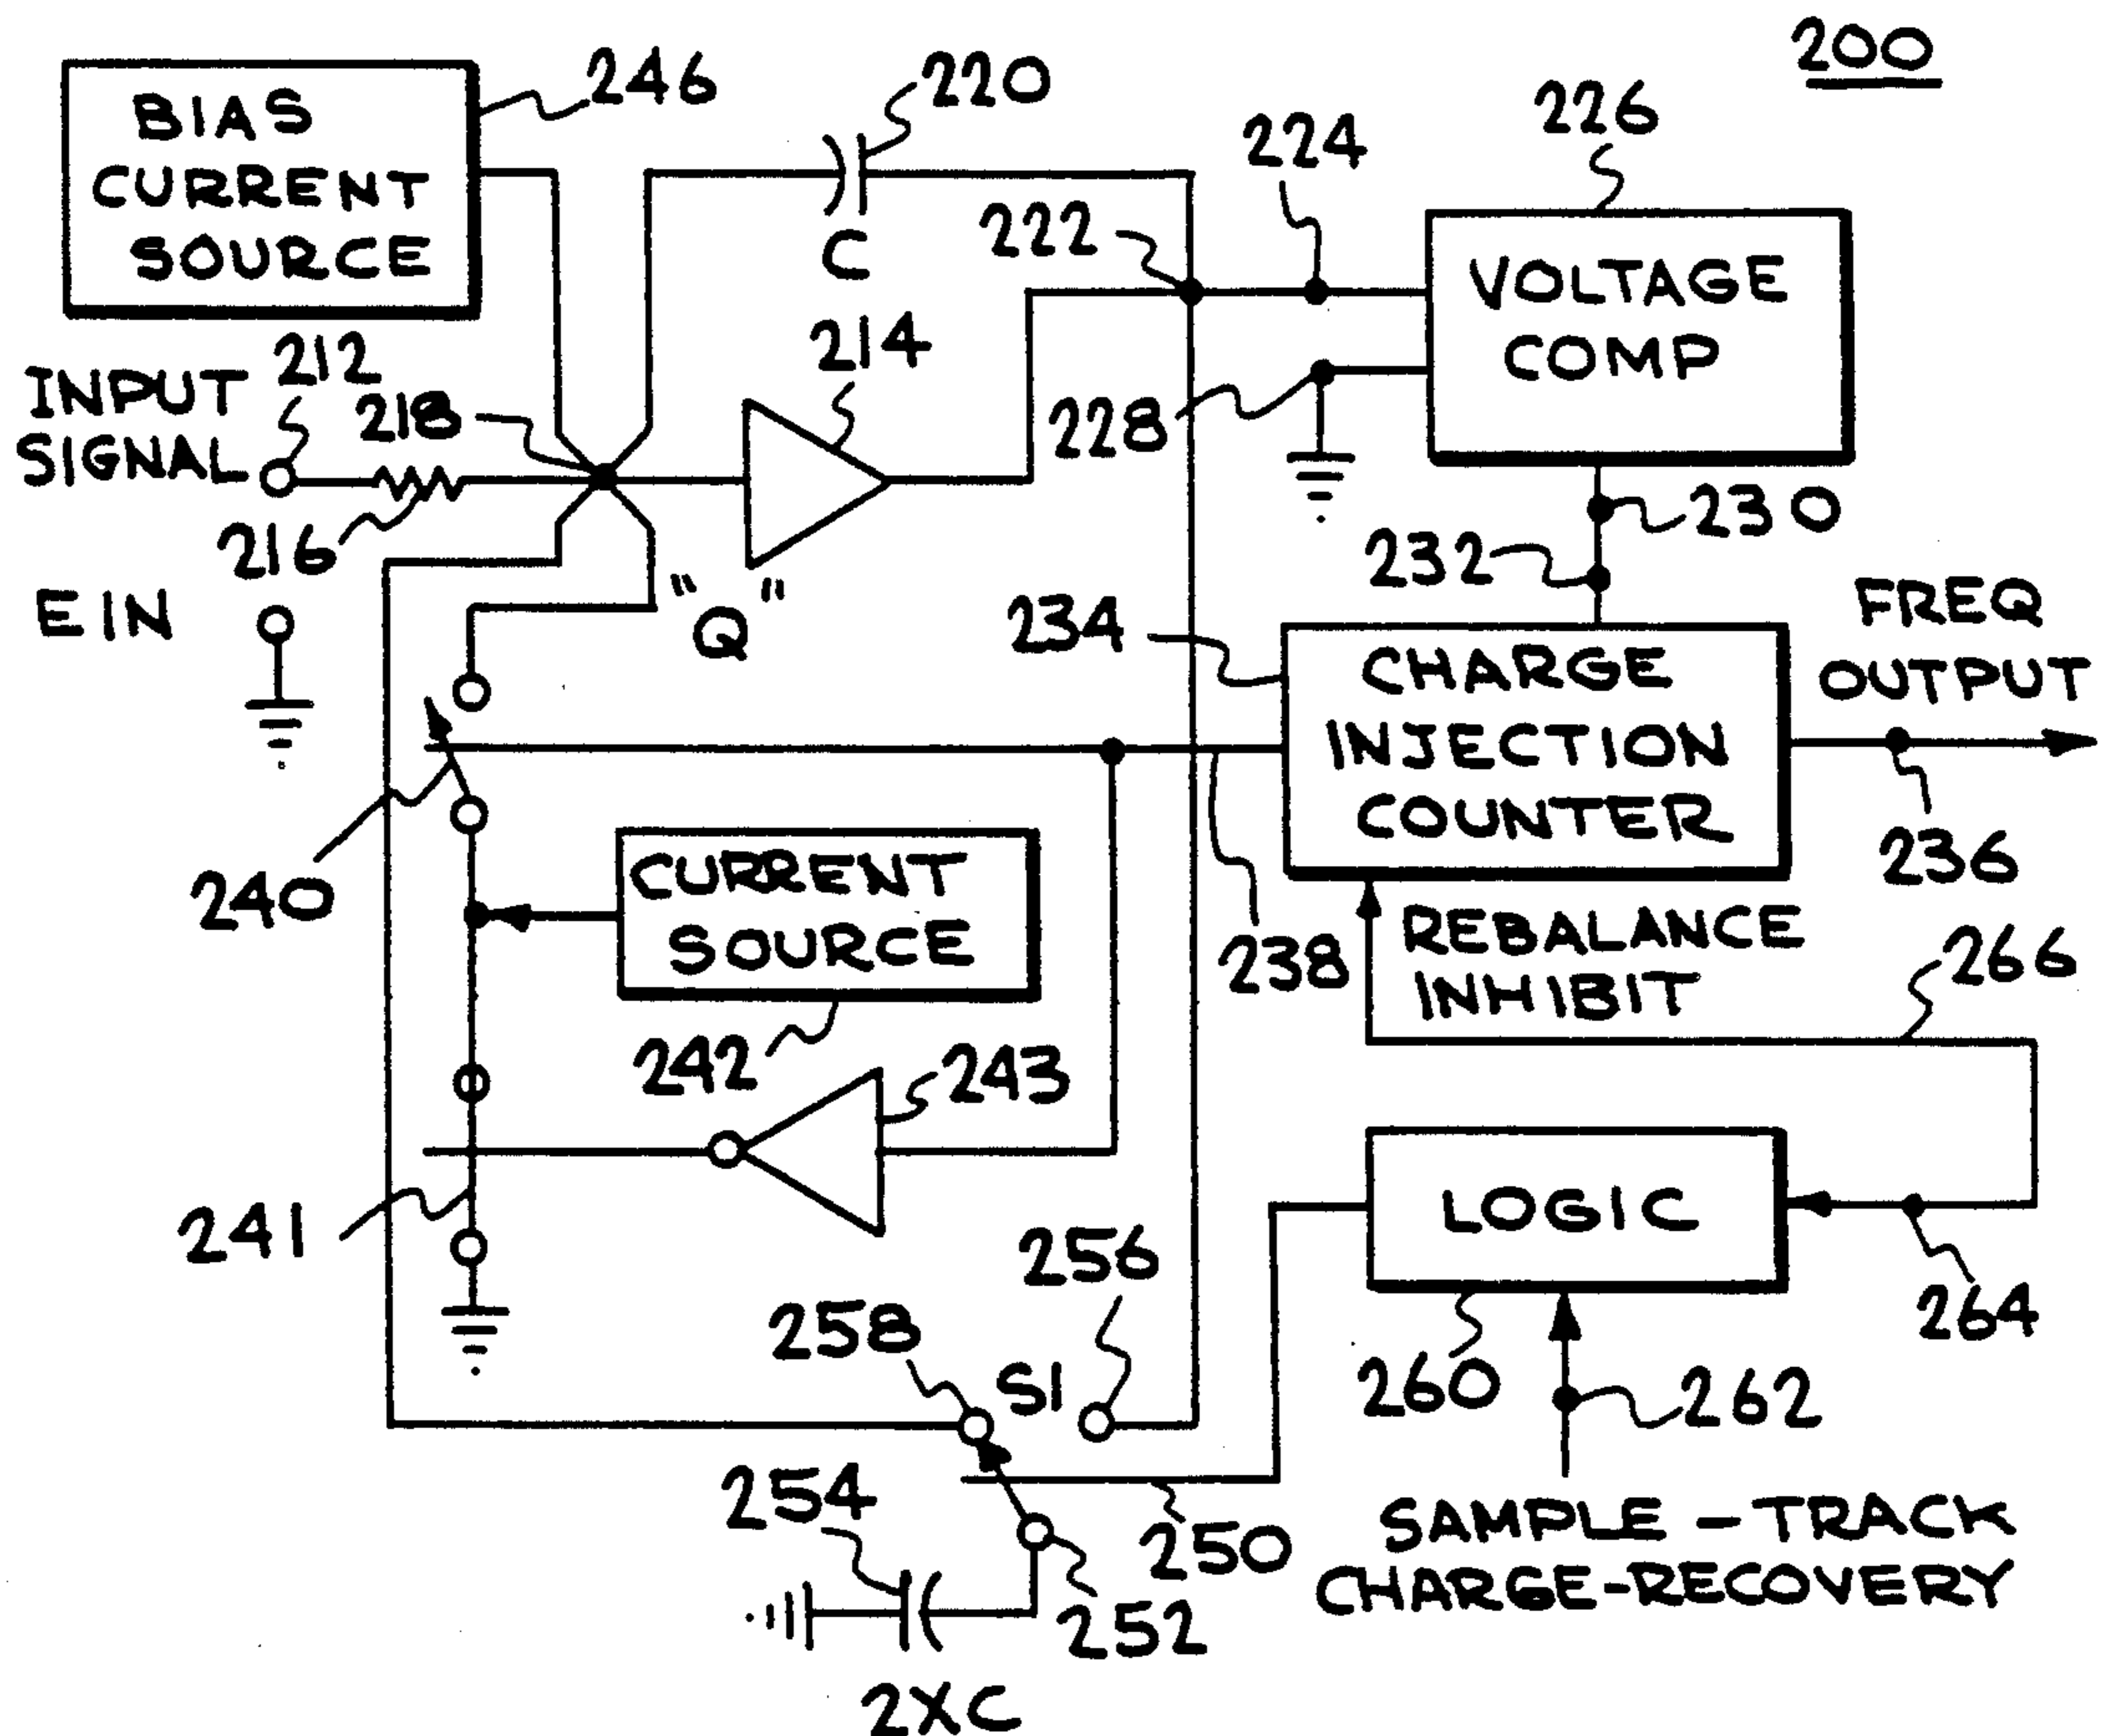 200
BIAS
CURRENT
SOURCE
246
220
C
224
226
222
VOLTAGE
COMP
INPUT
SIGNAL
212
218
216
214
228
230
232
EIN
"Q"
234
CHARGE
INJECTION
COUNTER
FREQ
OUTPUT
236
240
CURRENT
SOURCE
242
238
REBALANCE
INHIBIT
266
243
241
LOGIC
264
260
262
256
258
S1
254
250
252
2XC
SAMPLE - TRACK
CHARGE-RECOVERY